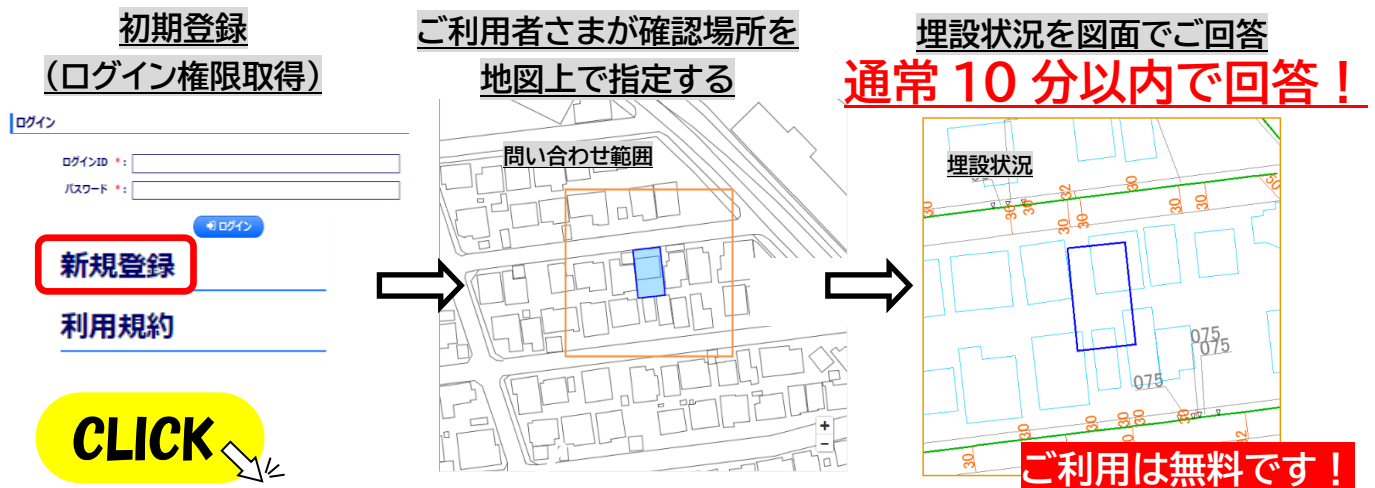 初期登録
（ログイン権限取得）
ログイン
ログインID *：
パスワード *：
ログイン
新規登録
利用規約
CLICK
ご利用者さまが確認場所を
地図上で指定する
問い合わせ範囲
+
−
埋設状況を図面でご回答
通常 10 分以内で回答！
埋設状況
30
30
30
32
30
30
30
30
30
075
075
075
30
30
30
30
30
30
ご利用は無料です！